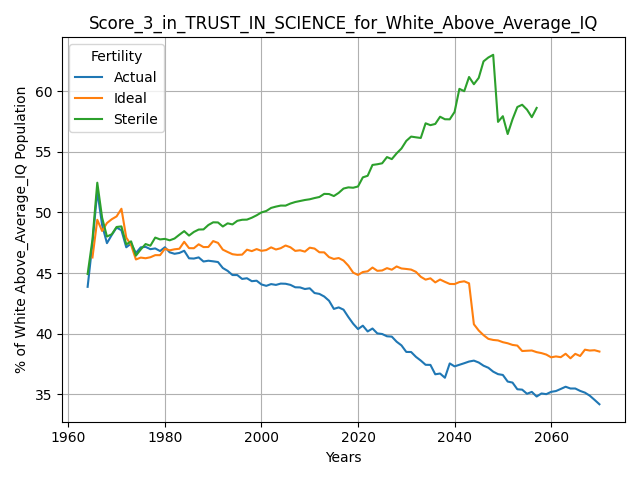 Score_3_in_TRUST_IN_SCIENCE_for_White_Above_Average_IQ
Fertility
Actual
Ideal
Sterile
% of White Above_Average_IQ Population
60
55
50
45
40
35
1960
1980
2000
2020
2040
2060
Years